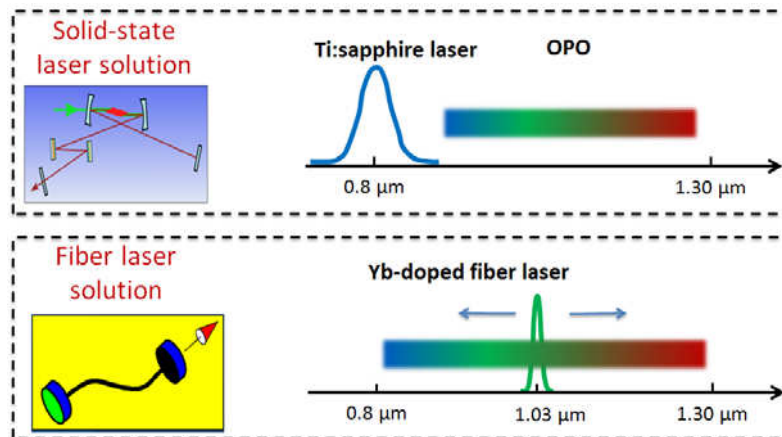 Solid-state
laser solution
Ti:sapphire laser
OPO
0.8 µm
1.30 µm
Fiber laser
solution
Yb-doped fiber laser
0.8 µm
1.03 µm
1.30 µm